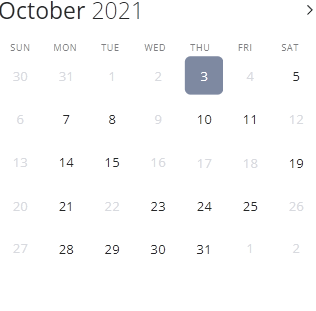 October 2021
SUN MON TUE WED THU FRI SAT
30 31 1 2 3 4 5
6 7 8 9 10 11 12
13 14 15 16 17 18 19
20 21 22 23 24 25 26
27 28 29 30 31 1 2